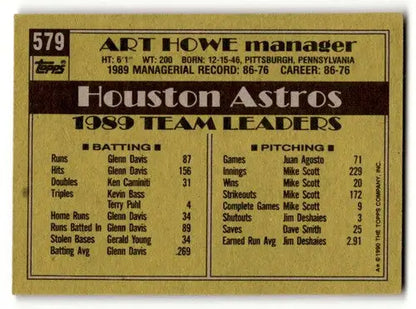 579
Topps
ART HOWE manager
HT: 6'1" WT: 200 BORN: 12-15-46, PITTSBURGH, PENNSYLVANIA
1989 MANAGERIAL RECORD: 86-76 CAREER: 86-76
Houston Astros
1989 TEAM LEADERS
BATTING
Runs Glenn Davis 87
Hits Glenn Davis 156
Doubles Ken Caminiti 31
Triples Kevin Bass
Terry Puhl 4
Home Runs Glenn Davis 34
Runs Batted In Glenn Davis 89
Stolen Bases Gerald Young 34
Batting Avg Glenn Davis .269
PITCHING
Games Juan Agosto 71
Innings Mike Scott 229
Wins Mike Scott 20
Strikeouts Mike Scott 172
Complete Games Mike Scott 9
Shutouts Jim Deshaies 3
Saves Dave Smith 25
Earned Run Avg Jim Deshaies 2.91
A* ©1990 THE TOPPS COMPANY, INC.